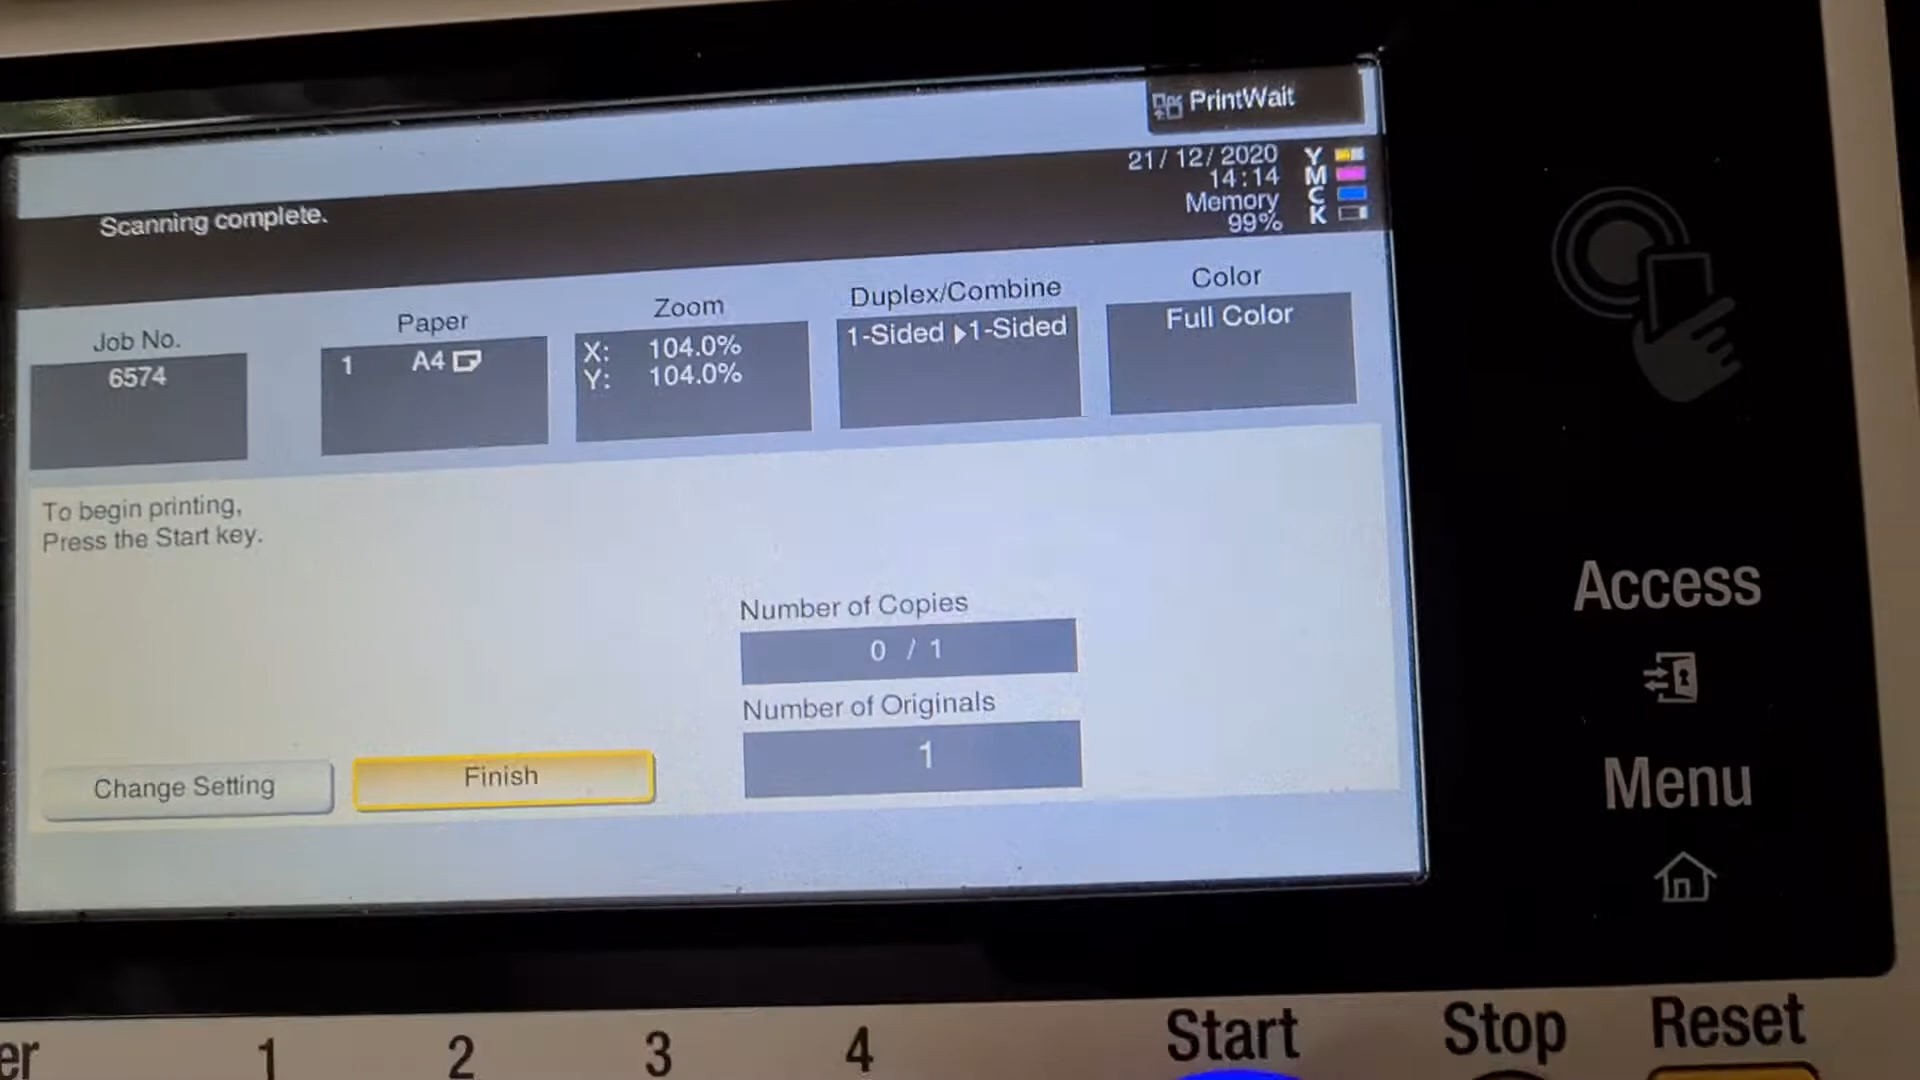 PrintWait
21/12/2020
14:14
Memory
99%
Y
M
C
K
Scanning complete.
Job No.
6574
Paper
1 A4
Zoom
X: 104.0%
Y: 104.0%
Duplex/Combine
1-Sided ▶1-Sided
Color
Full Color
To begin printing,
Press the Start key.
Number of Copies
0 / 1
Number of Originals
1
Change Setting
Finish
Access
Menu
er
1
2
3
4
Start
Stop
Reset